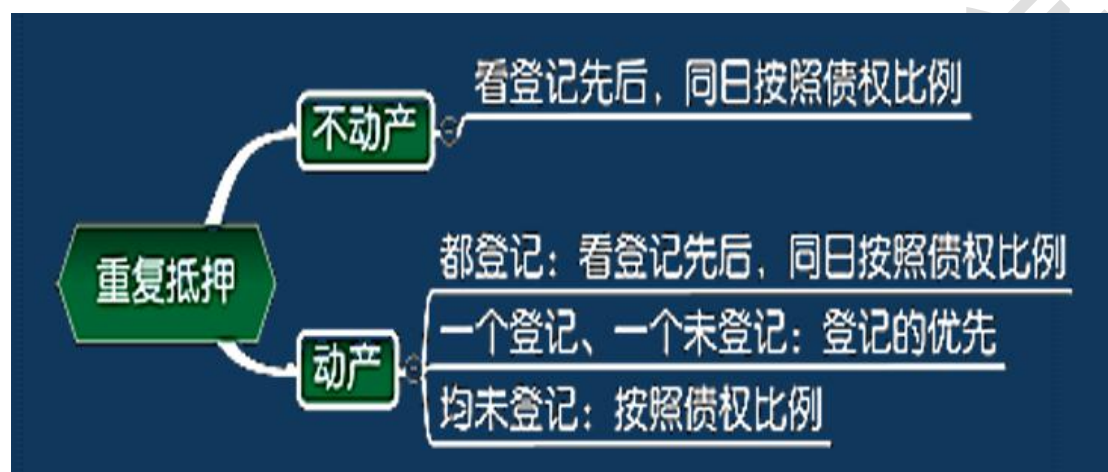 看登记先后，同日按照债权比例
不动产
重复抵押
都登记：看登记先后，同日按照债权比例
一个登记、一个未登记：登记的优先
动产
均未登记：按照债权比例